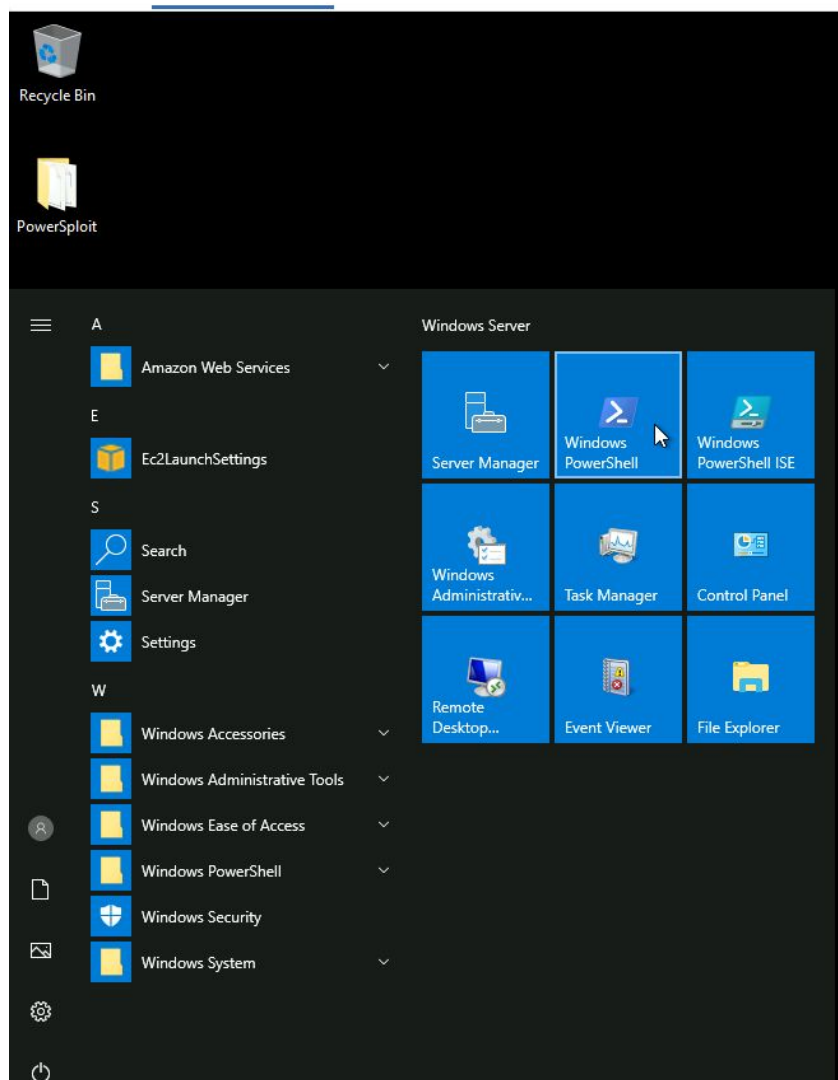 Recycle Bin
PowerSploit
A
Amazon Web Services
E
Ec2LaunchSettings
S
Search
Server Manager
Settings
W
Windows Accessories
Windows Administrative Tools
Windows Ease of Access
Windows PowerShell
Windows Security
Windows System
Windows Server
Server Manager
Windows
PowerShell
Windows
PowerShell ISE
Windows
Administrativ...
Task Manager
Control Panel
Remote
Desktop...
Event Viewer
File Explorer